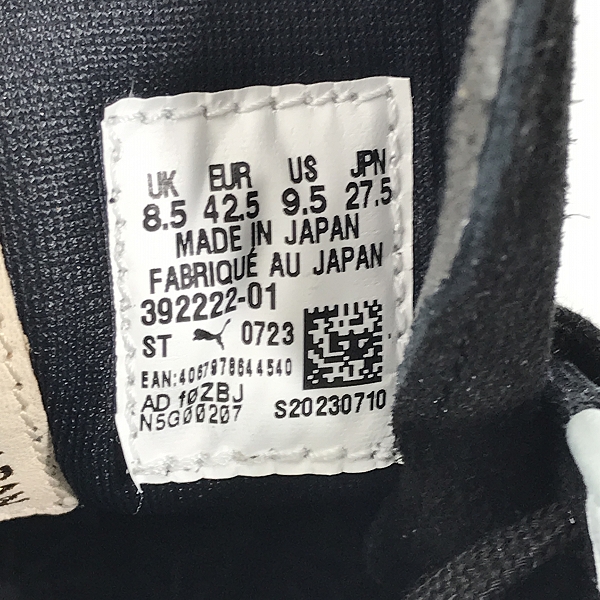 UK EUR US JPN
8.5 42.5 9.5 27.5
MADE IN JAPAN
FABRIQUÉ AU JAPAN
392222-01
ST 0723
EAN:4067978644540
AD f0ZBJ
N5G00207 S20230710